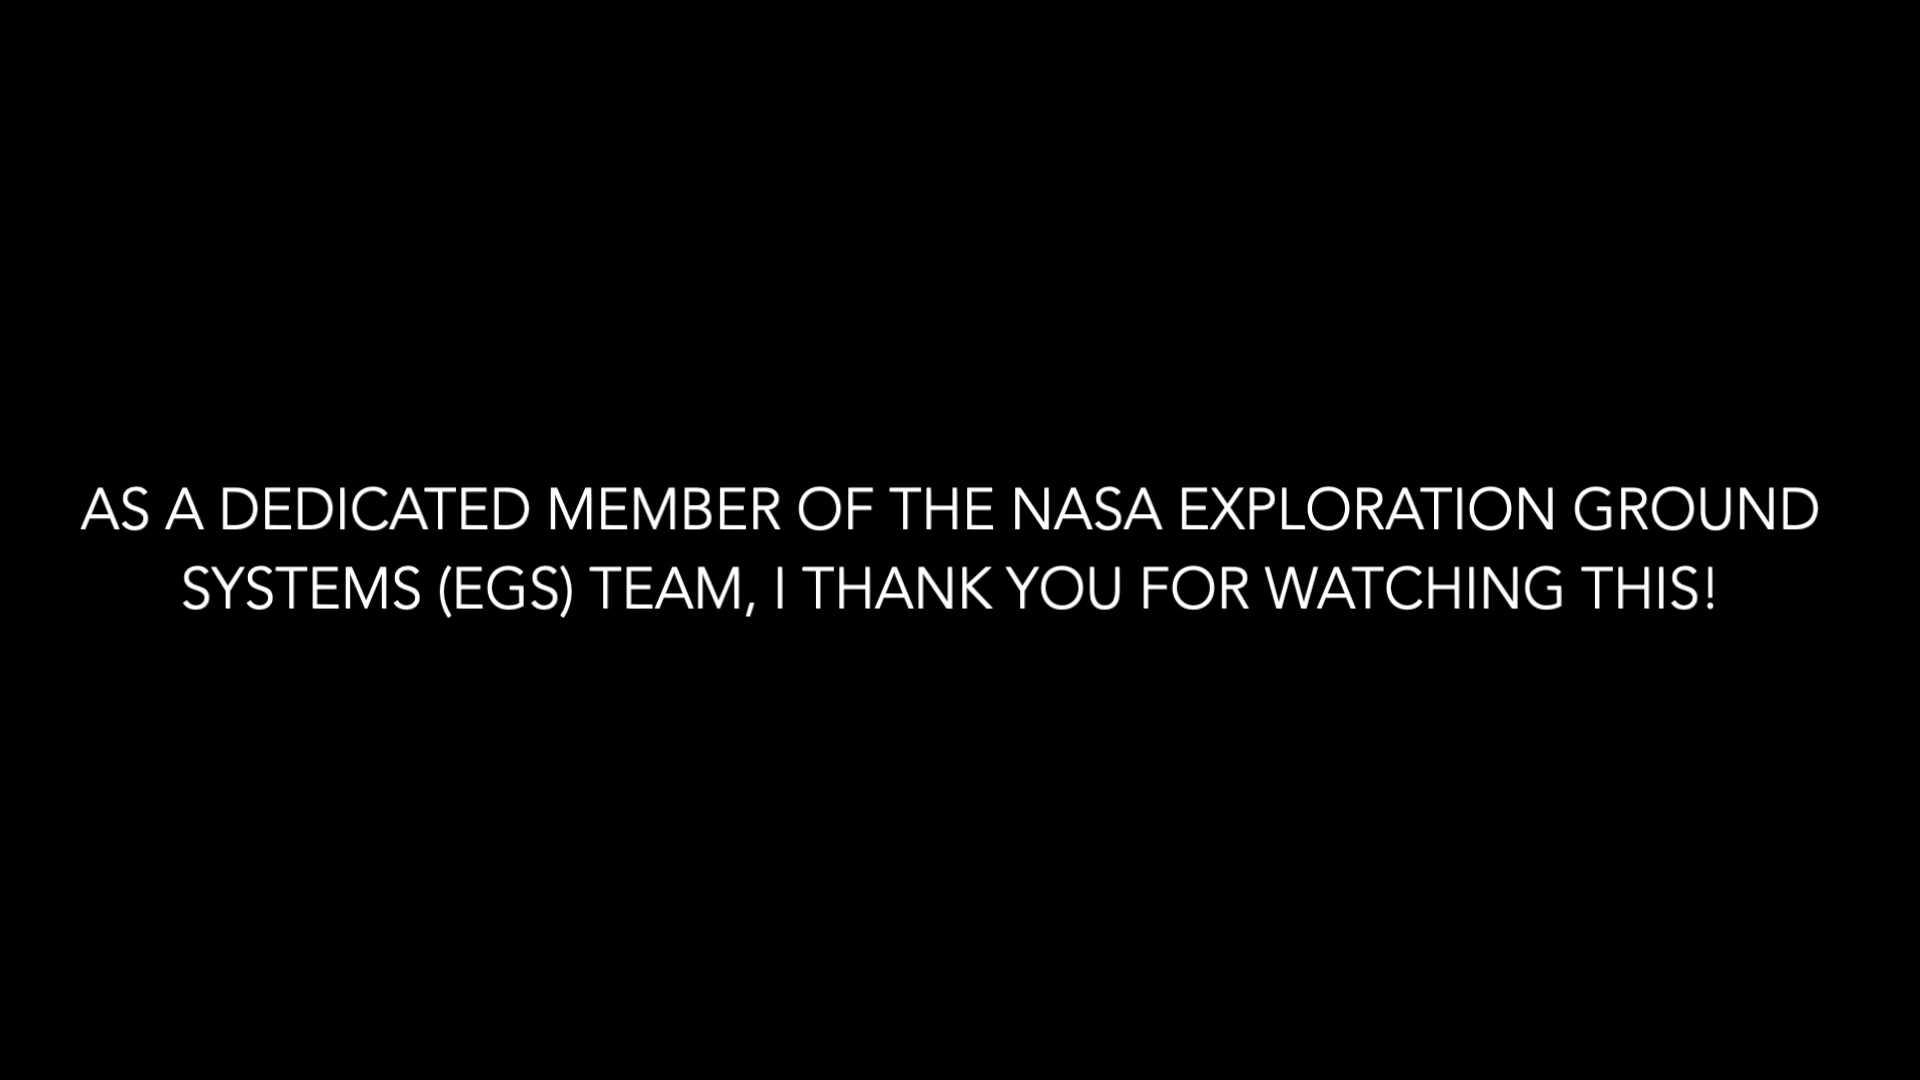 AS A DEDICATED MEMBER OF THE NASA EXPLORATION GROUND
SYSTEMS (EGS) TEAM, I THANK YOU FOR WATCHING THIS!